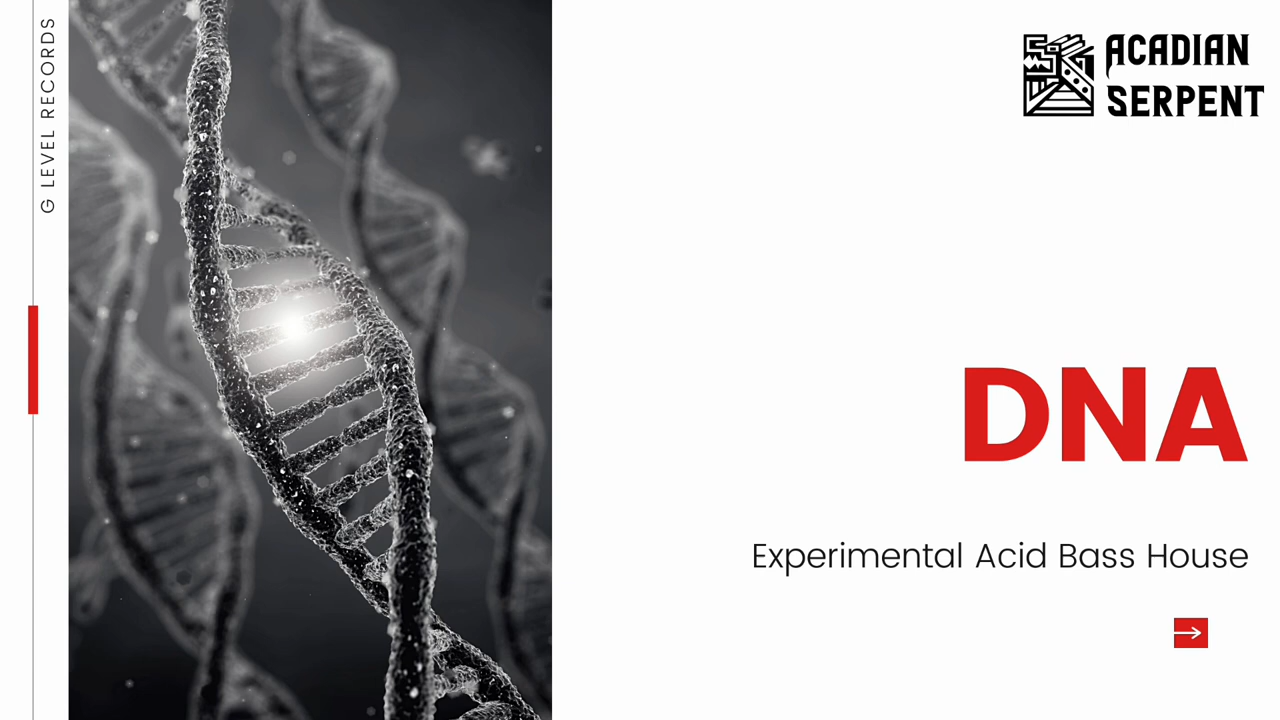 G LEVEL RECORDS
ACADIAN
SERPENT
DNA
Experimental Acid Bass House